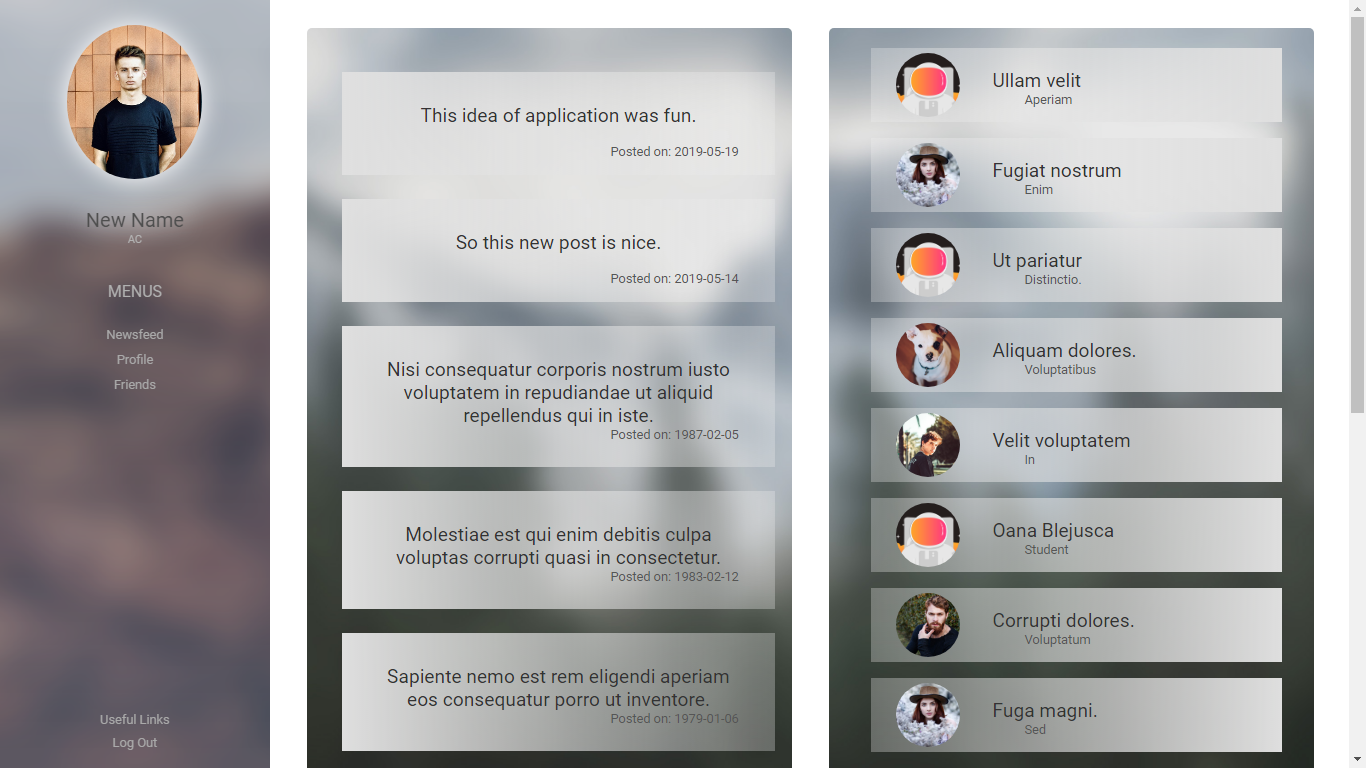 New Name
AC
MENUS
Newsfeed
Profile
Friends
Useful Links
Log Out
This idea of application was fun.
Posted on: 2019-05-19
So this new post is nice.
Posted on: 2019-05-14
Nisi consequatur corporis nostrum iusto
voluptatem in repudiandae ut aliquid
repellendus qui in iste.
Posted on: 1987-02-05
Molestiae est qui enim debitis culpa
voluptas corrupti quasi in consectetur.
Posted on: 1983-02-12
Sapiente nemo est rem eligendi aperiam
eos consequatur porro ut inventore.
Posted on: 1979-01-06
Ullam velit
Aperiam
Fugiat nostrum
Enim
Ut pariatur
Distinctio.
Aliquam dolores.
Voluptatibus
Velit voluptatem
In
Oana Blejusca
Student
Corrupti dolores.
Voluptatum
Fuga magni.
Sed